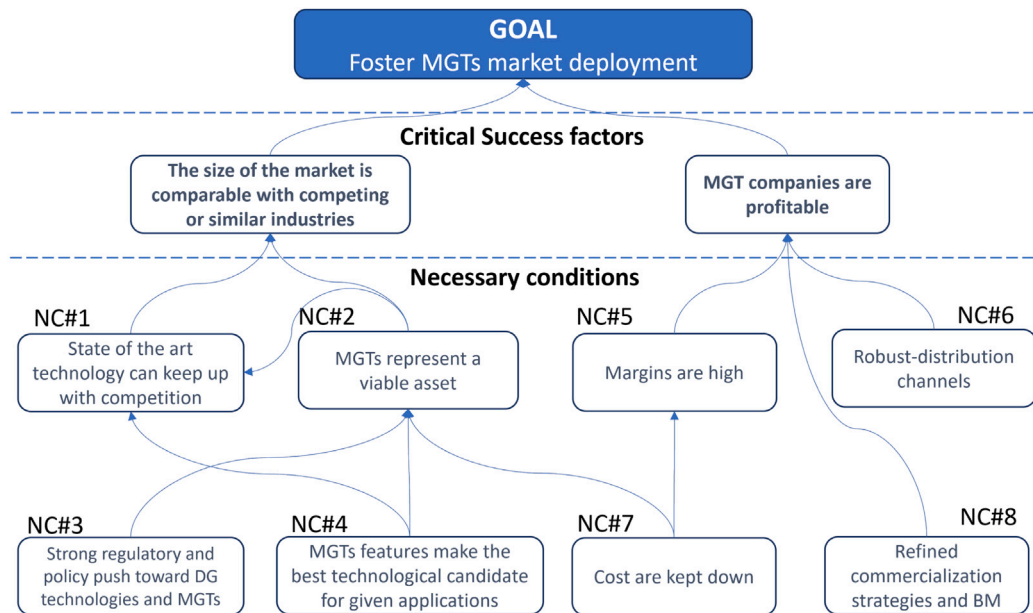 GOAL
Foster MGTs market deployment
Critical Success factors
The size of the market is
comparable with competing
or similar industries
MGT companies are
profitable
Necessary conditions
NC#1
State of the art
technology can keep up
with competition
NC#2
MGTs represent a
viable asset
NC#5
Margins are high
NC#6
Robust-distribution
channels
NC#3
Strong regulatory and
policy push toward DG
technologies and MGTs
NC#4
MGTs features make the
best technological candidate
for given applications
NC#7
Cost are kept down
NC#8
Refined
commercialization
strategies and BM